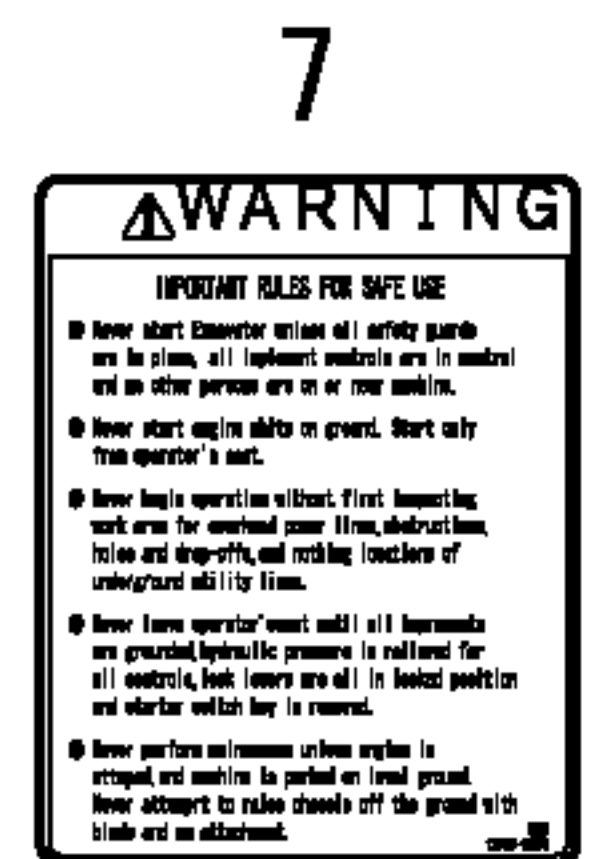 7
WARNING
IMPORTANT RULES FOR SAFE USE
Never start Excavator unless all safety guards
are in place, all implement controls are in neutral
and no other persons are on or near machine.
Never start engine while on ground. Start only
from operator's seat.
Never begin operation without first inspecting
work area for overhead power lines, obstructions,
holes and drop-offs, and locations of
underground utility lines.
Never leave operator' seat until all
are grounded, hydraulic pressure is relieved for
all controls, lock levers are all in locked position
and starter switch key is removed.
Never perform unless engine is
stopped, and machine is parked on level ground.
Never attempt to raise chassis off the ground with
blade and an attachment.